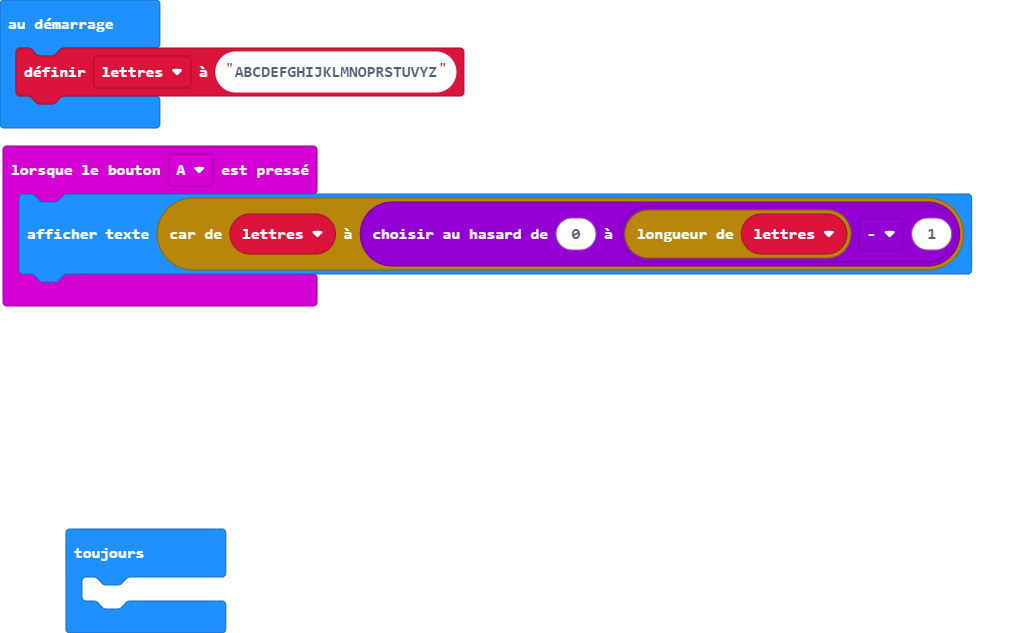 au démarrage
définir lettres à "ABCDEFGHIJKLMNOPRSTUVYZ"
lorsque le bouton A est pressé
afficher texte car de lettres à choisir au hasard de 0 à longueur de lettres - 1
toujours